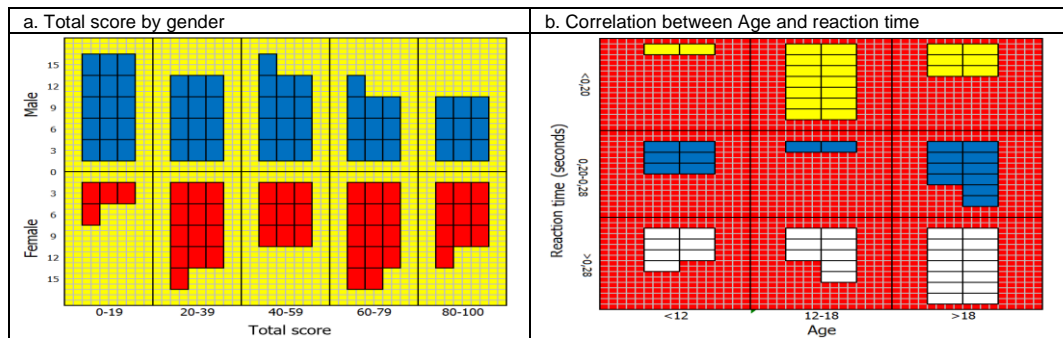 a. Total score by gender
15
12
9
6
3
0
3
6
9
12
15
Male
Female
0-19 20-39 40-59 60-79 80-100
Total score
b. Correlation between Age and reaction time
<0,20
0,20-0,28
>0,28
Reaction time (seconds)
<12 12-18 >18
Age